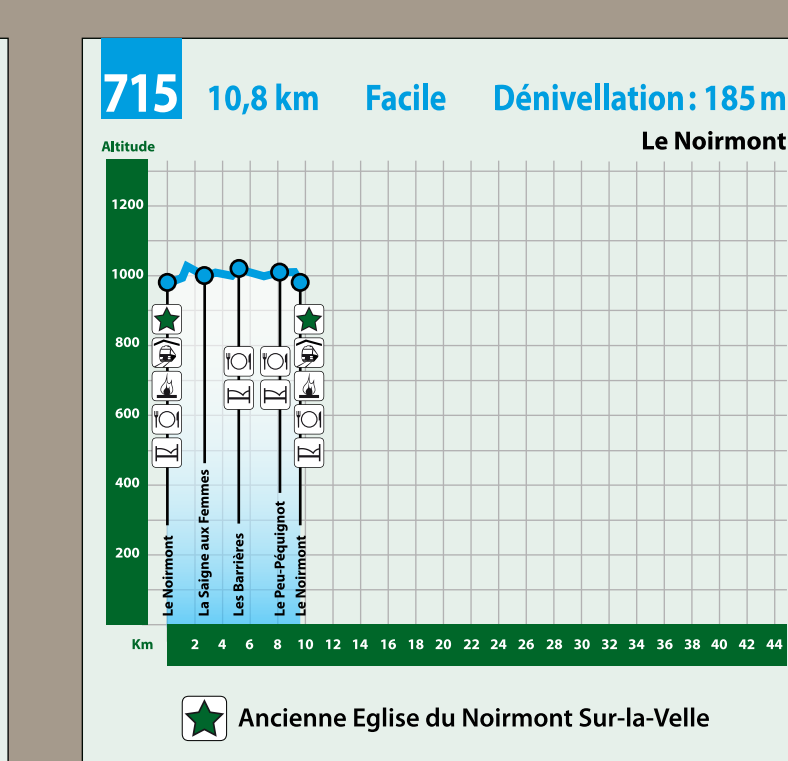 715
10,8 km Facile Dénivellation: 185 m
Altitude
Le Noirmont
1200
1000
800
600
400
200
Le Noirmont
La Saigne aux Femmes
Les Barrières
Le Peu-Péquignot
Le Noirmont
Km 2 4 6 8 10 12 14 16 18 20 22 24 26 28 30 32 34 36 38 40 42 44
Ancienne Eglise du Noirmont Sur-la-Velle